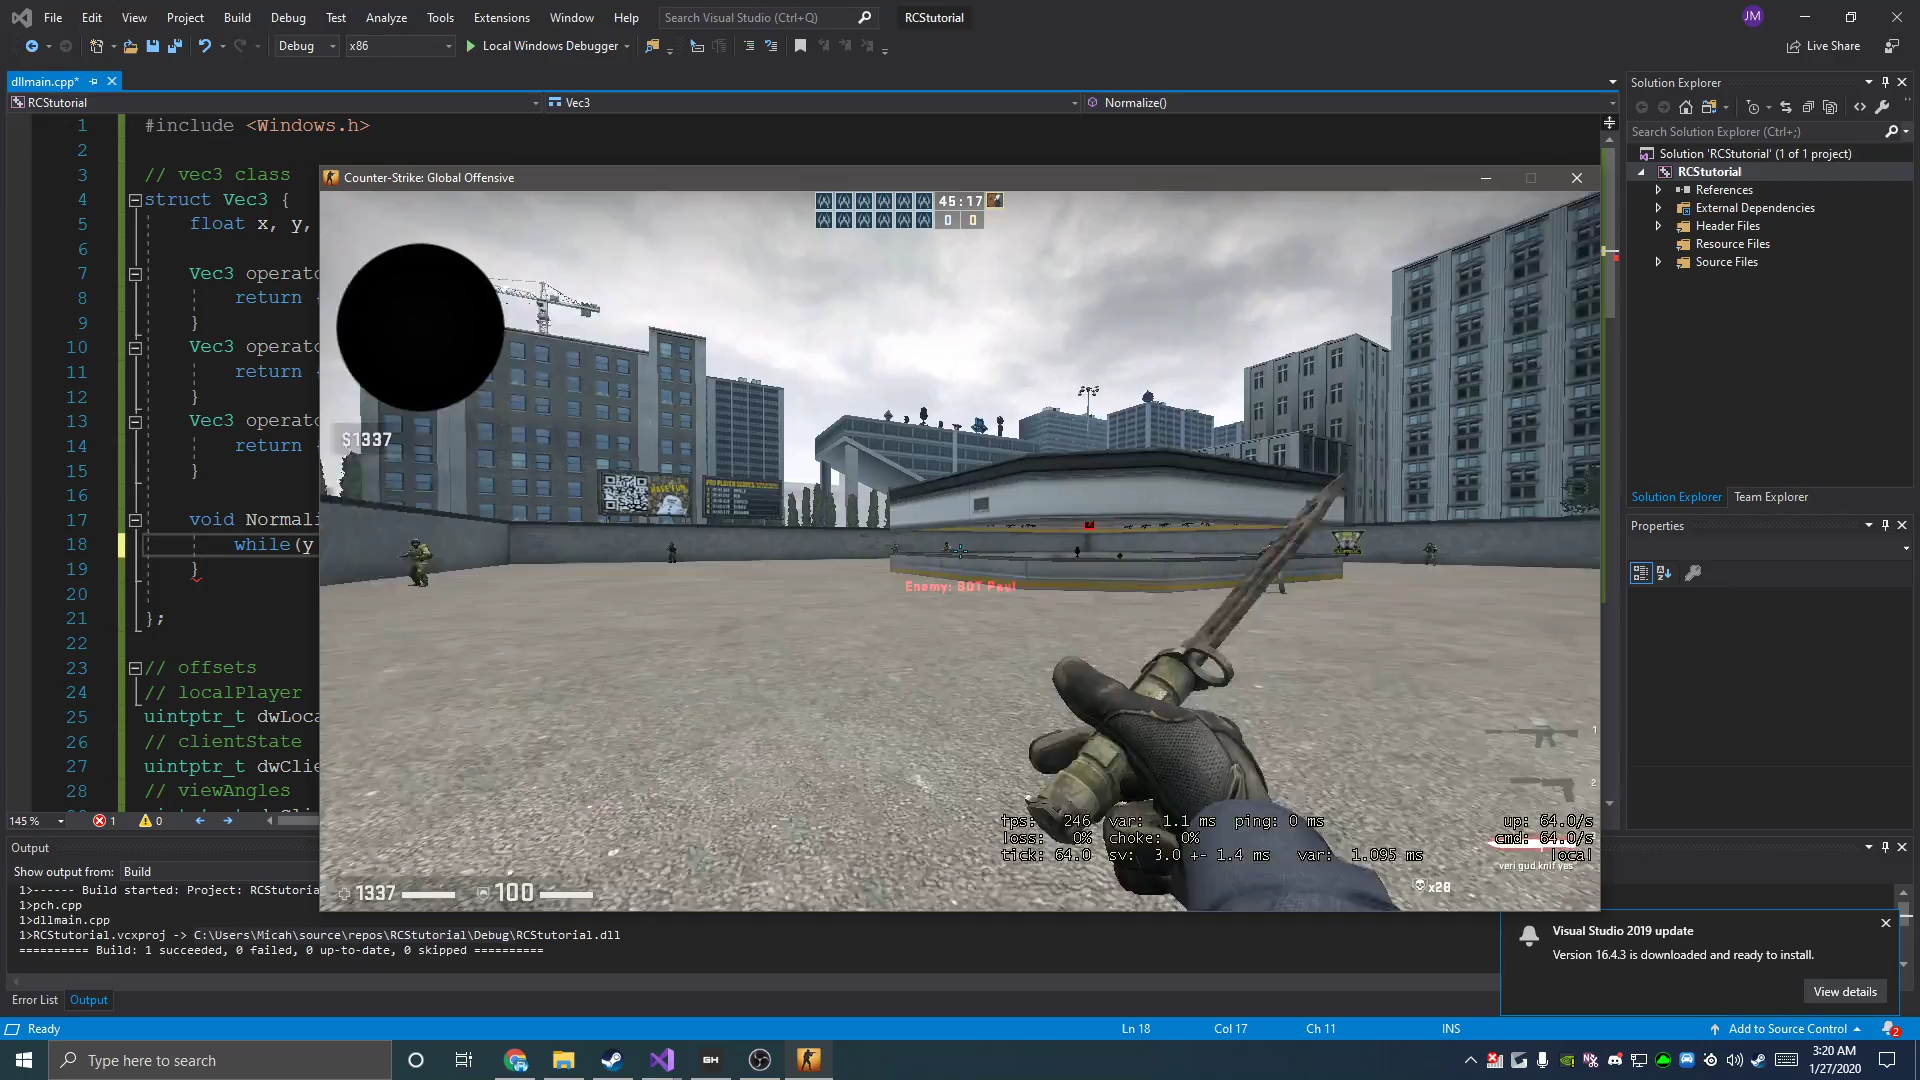 File Edit View Project Build Debug Test Analyze Tools Extensions Window Help Search Visual Studio (Ctrl+Q) RCStutorial JM
Debug x86 Local Windows Debugger Live Share
dllmain.cpp*
RCStutorial Vec3 Normalize()
1 #include <Windows.h>
2
3 // vec3 class
4 struct Vec3 {
5 float x, y,
6
7 Vec3 operato
8 return
9 }
10 Vec3 operato
11 return
12 }
13 Vec3 operato
14 return
15 }
16
17 void Normali
18 while(y
19 }
20
21 };
22
23 // offsets
24 // localPlayer
25 uintptr_t dwLoca
26 // clientState
27 uintptr_t dwClie
28 // viewAngles
Counter-Strike: Global Offensive
45:17
0 0
$1337
HAVE FUN
Enemy: BOT Paul
1
2
fps: 246 var: 1.1 ms ping: 0 ms
loss: 0% choke: 0%
tick: 64.0 sv: 3.0 +- 1.4 ms var: 1.095 ms
up: 64.0/s
cmd: 64.0/s
local
"veri gud knif yes"
x28
1337 100
Solution Explorer
Search Solution Explorer (Ctrl+;)
Solution 'RCStutorial' (1 of 1 project)
RCStutorial
References
External Dependencies
Header Files
Resource Files
Source Files
Solution Explorer Team Explorer
Properties
145 % 1 0
Output
Show output from: Build
1>------ Build started: Project: RCStutoria
1>pch.cpp
1>dllmain.cpp
1>RCStutorial.vcxproj -> C:\Users\Micah\source\repos\RCStutorial\Debug\RCStutorial.dll
========== Build: 1 succeeded, 0 failed, 0 up-to-date, 0 skipped ==========
Error List Output
Visual Studio 2019 update
Version 16.4.3 is downloaded and ready to install.
View details
Ready Ln 18 Col 17 Ch 11 INS Add to Source Control 2
Type here to search
GH
3:20 AM
1/27/2020